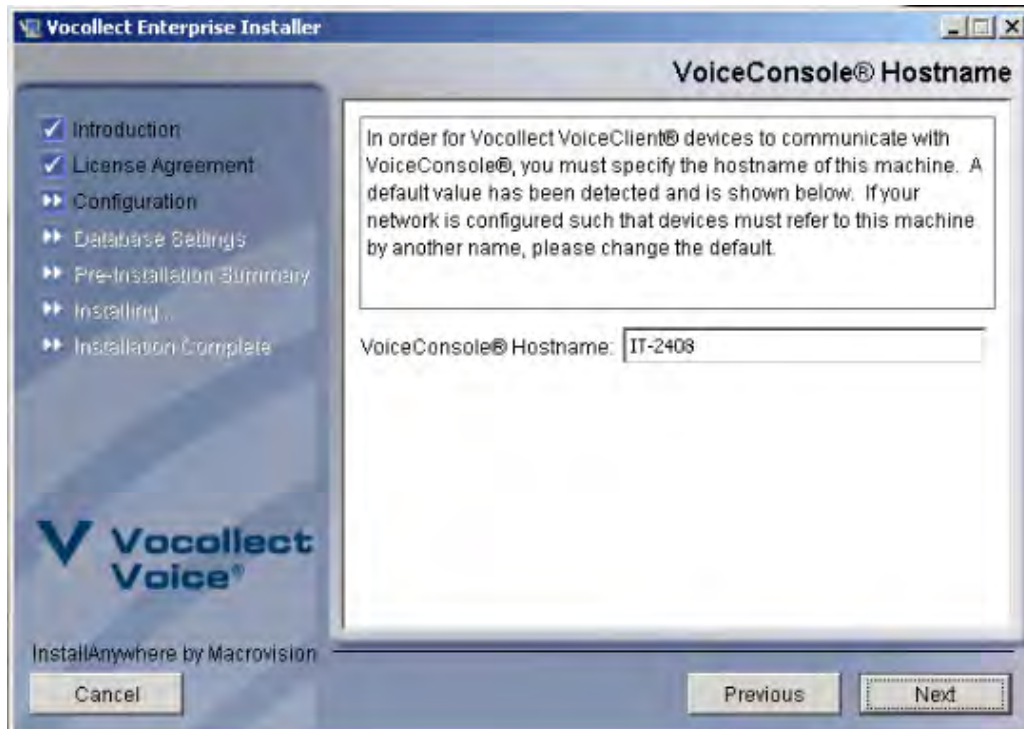 Vocollect Enterprise Installer
VoiceConsole® Hostname
Introduction
License Agreement
Configuration
Database Settings
Pre-Installation Summary
Installing...
Installation Complete
In order for Vocollect VoiceClient® devices to communicate with
VoiceConsole®, you must specify the hostname of this machine. A
default value has been detected and is shown below. If your
network is configured such that devices must refer to this machine
by another name, please change the default.
VoiceConsole® Hostname: IT-2408
Vocollect
Voice®
InstallAnywhere by Macrovision
Cancel
Previous
Next